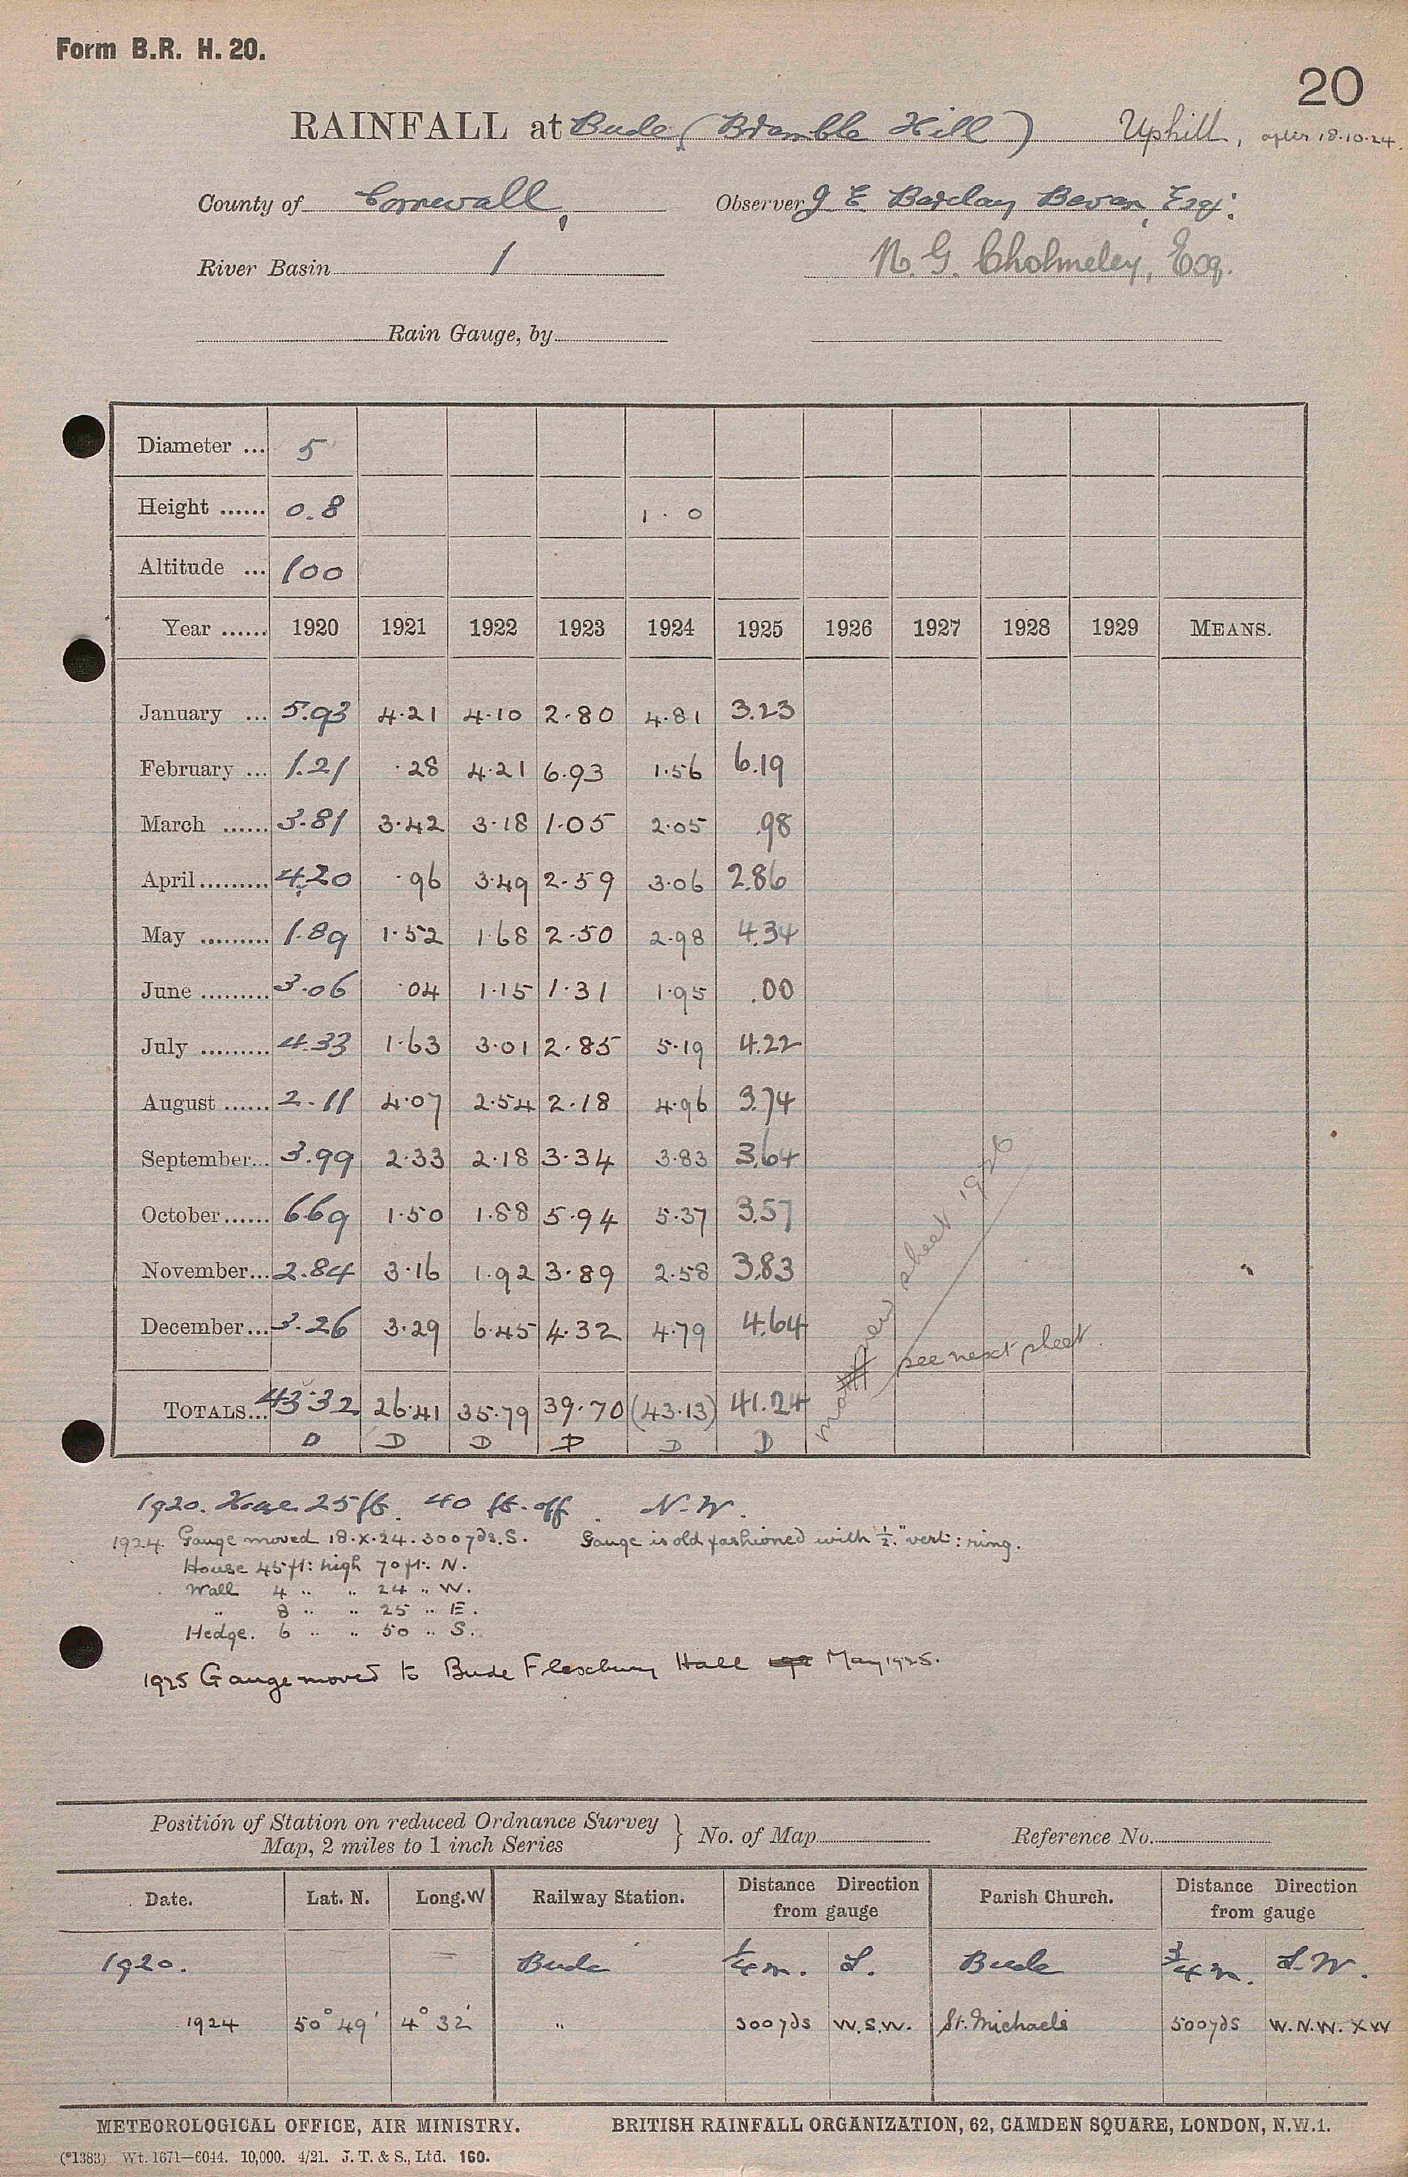 Form B.R. H. 20.
20
RAINFALL at Bude (Bramble Hill) Uphill, after 18.10.24.
County of Cornwall, Observer J E Barclay Bevan, Esq.
River Basin 1 N. G. Cholmeley, Esq.
Rain Gauge, by
Diameter ... 5
Height ...... 0.8 1.0
Altitude ... 100
Year ...... 1920 1921 1922 1923 1924 1925 1926 1927 1928 1929 MEANS.
January ... 5.93 4.21 4.10 2.80 4.81 3.23
February ... 1.21 .28 4.21 6.93 1.56 6.19
March ...... 3.81 3.42 3.18 1.05 2.05 .98
April ......... 4.20 .96 3.49 2.59 3.06 2.86
May ......... 1.89 1.52 1.68 2.50 2.98 4.34
June ......... 3.06 .04 1.15 1.31 1.95 .00
July ......... 4.33 1.63 3.01 2.85 5.19 4.22
August ...... 2.11 4.07 2.54 2.18 4.96 3.74
September... 3.99 2.33 2.18 3.34 3.83 3.64
October...... 6.69 1.50 1.88 5.94 5.37 3.57
November... 2.84 3.16 1.92 3.89 2.58 3.83
December... 3.26 3.29 6.45 4.32 4.79 4.64
new sheet 1926
see next sheet.
TOTALS... 43.32 26.41 35.79 39.70 (43.13) 41.24
D D D D D D
1920. House 25 ft. 40 ft. off. N.W.
1924. Gauge moved 18.X.24. 300 yds. S. Gauge is old fashioned with ½" vert: ring.
House 45 ft: high 70 ft. N.
Wall 4 " " 24 " W.
" 8 " " 25 " E.
Hedge. 6 " " 50 " S.
1925 Gauge moved to Bude Flexbury Hall May 1925.
Position of Station on reduced Ordnance Survey
Map, 2 miles to 1 inch Series } No. of Map Reference No.
Date. Lat. N. Long. W Railway Station. Distance Direction from gauge Parish Church. Distance Direction from gauge
1920. — — Bude ¼ m. S. Bude ¾ m. S.W.
1924 50° 49' 4° 32' " 300 yds W.S.W. St. Michaels 500 yds W.N.W. x W
METEOROLOGICAL OFFICE, AIR MINISTRY. BRITISH RAINFALL ORGANIZATION, 62, CAMDEN SQUARE, LONDON, N.W.1.
(*1383) Wt. 1671—6044. 10,000. 4/21. J. T. & S., Ltd. 160.